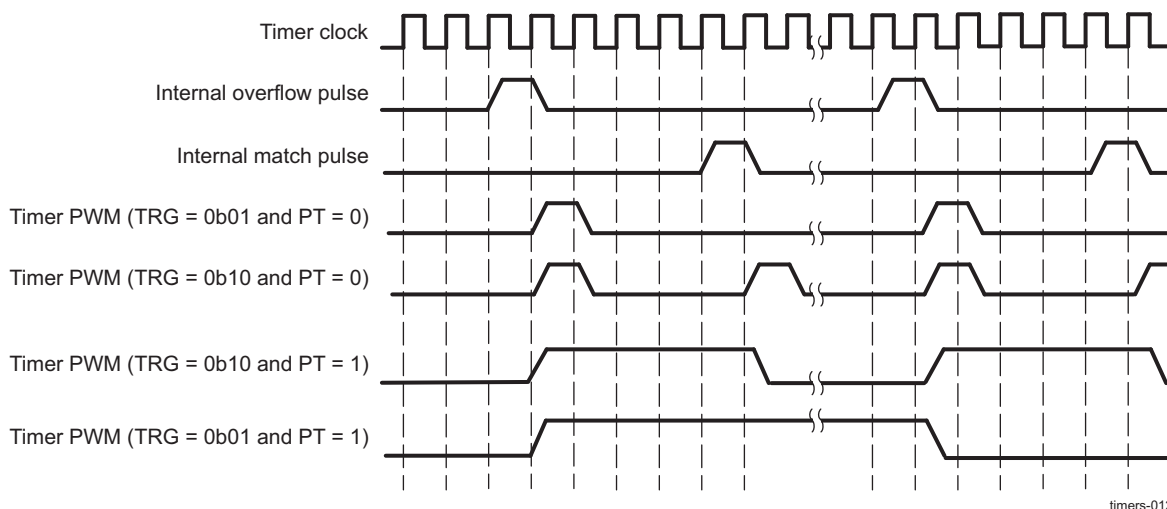 Timer clock
Internal overflow pulse
Internal match pulse
Timer PWM (TRG = 0b01 and PT = 0)
Timer PWM (TRG = 0b10 and PT = 0)
Timer PWM (TRG = 0b10 and PT = 1)
Timer PWM (TRG = 0b01 and PT = 1)